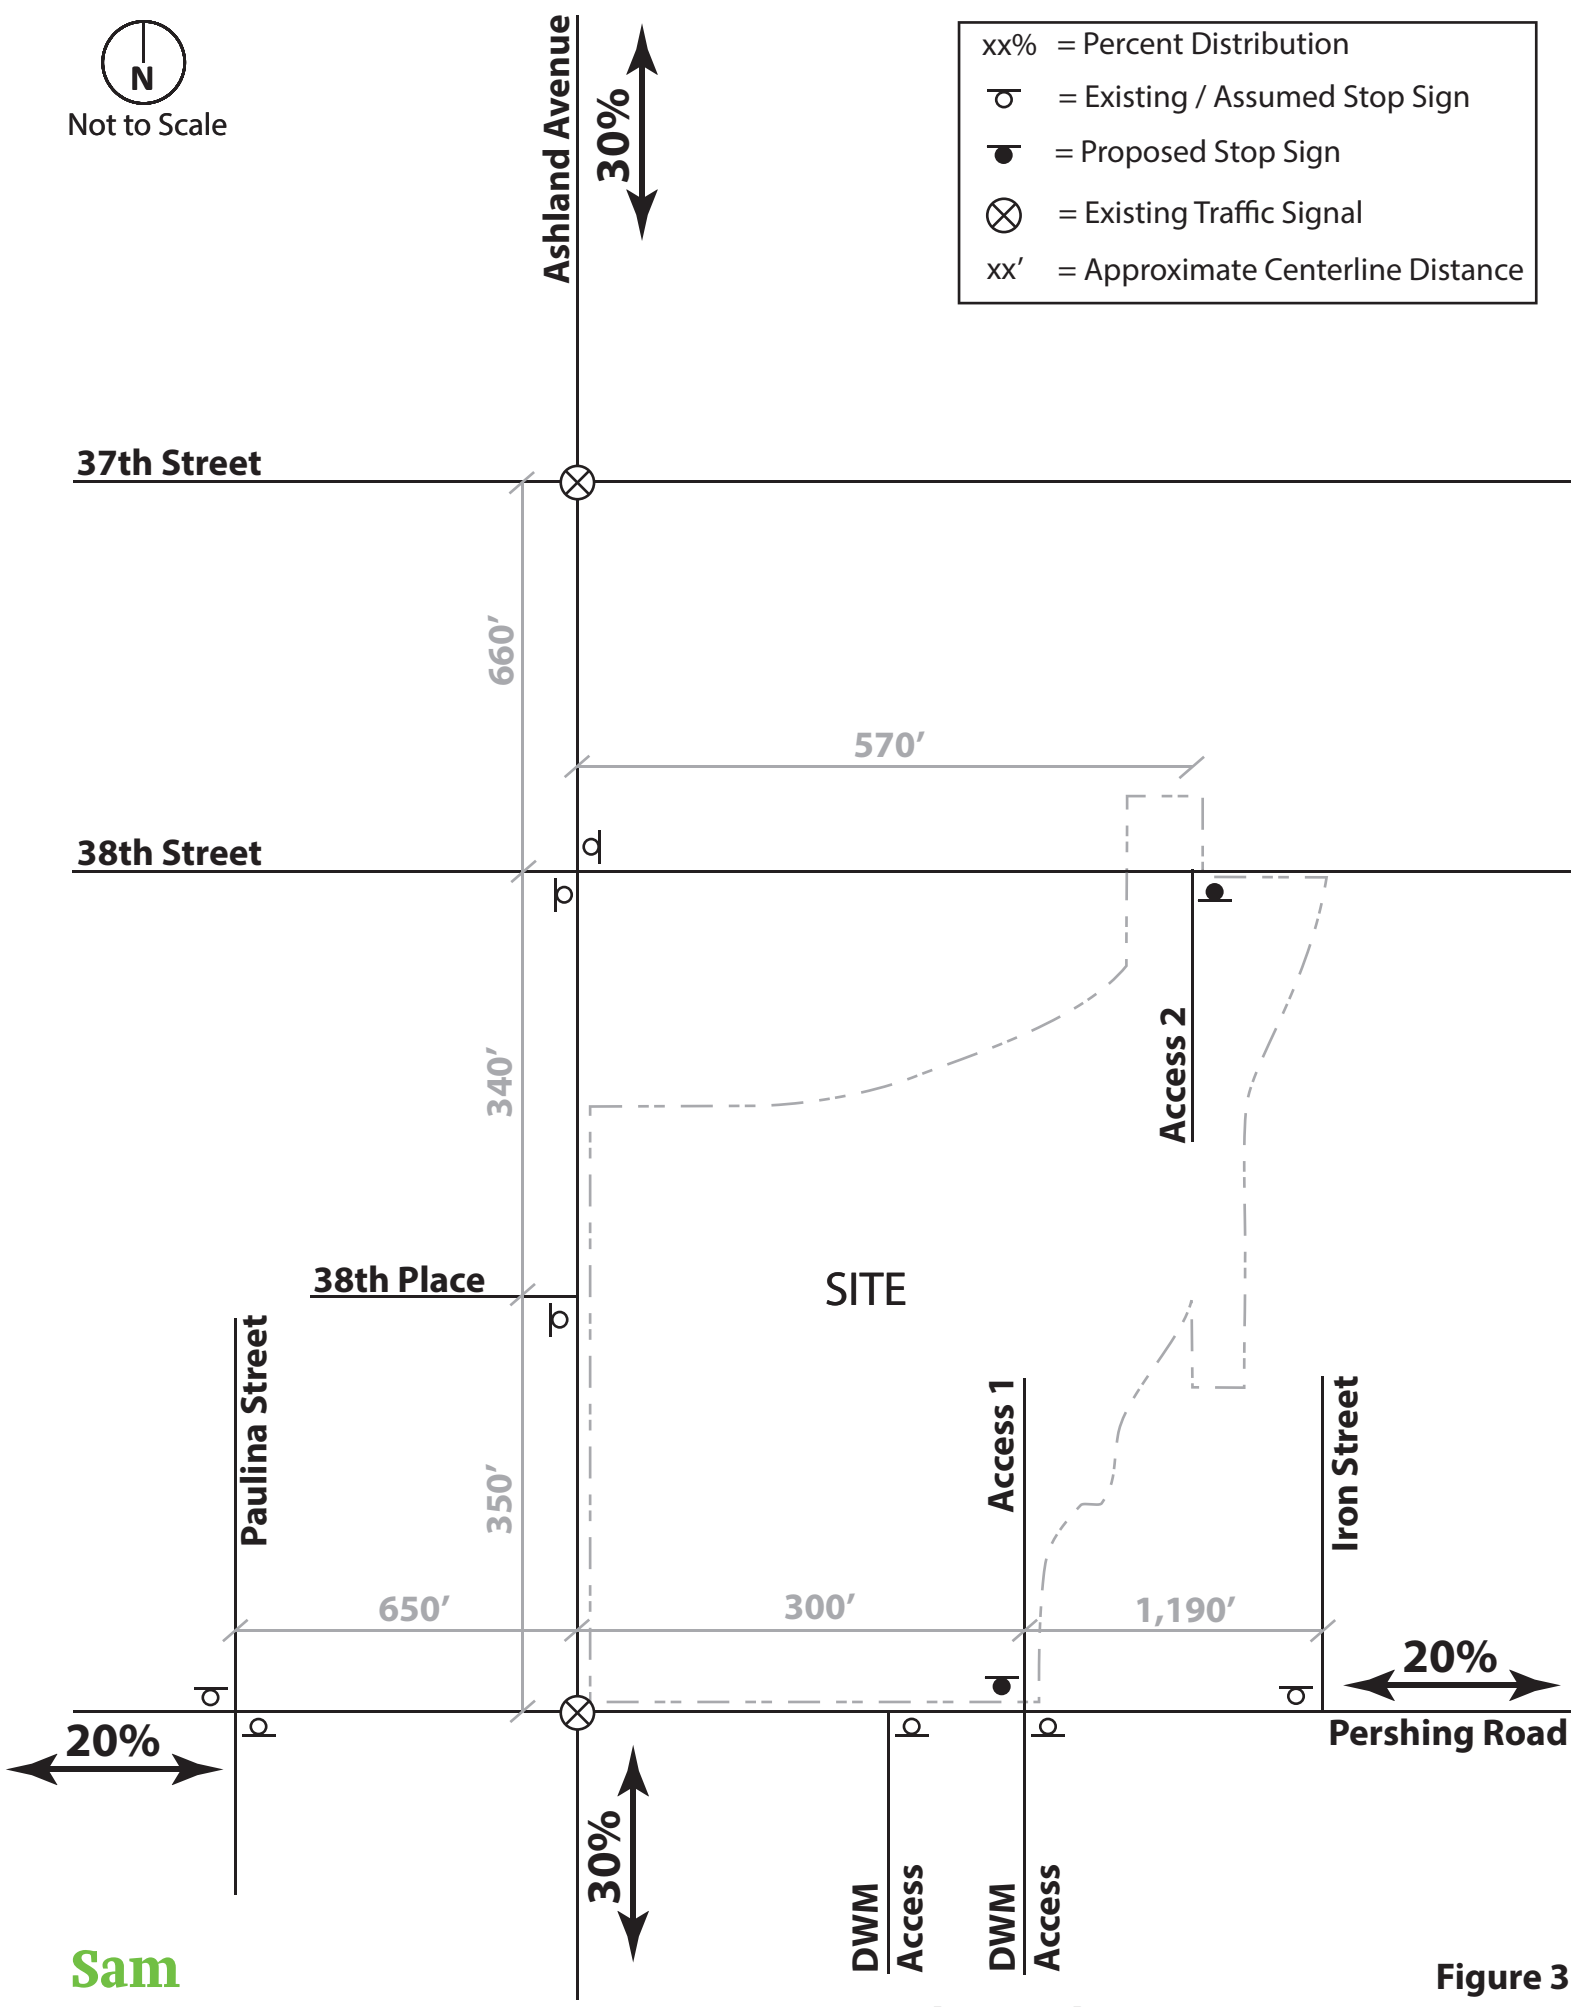 N
Not to Scale
Ashland Avenue
30%
xx% = Percent Distribution
= Existing / Assumed Stop Sign
= Proposed Stop Sign
= Existing Traffic Signal
xx’ = Approximate Centerline Distance
37th Street
660’
570’
38th Street
340’
Access 2
38th Place
SITE
Paulina Street
350’
Access 1
Iron Street
650’
300’
1,190’
20%
Pershing Road
20%
30%
DWM
Access
DWM
Access
Sam
Figure 3